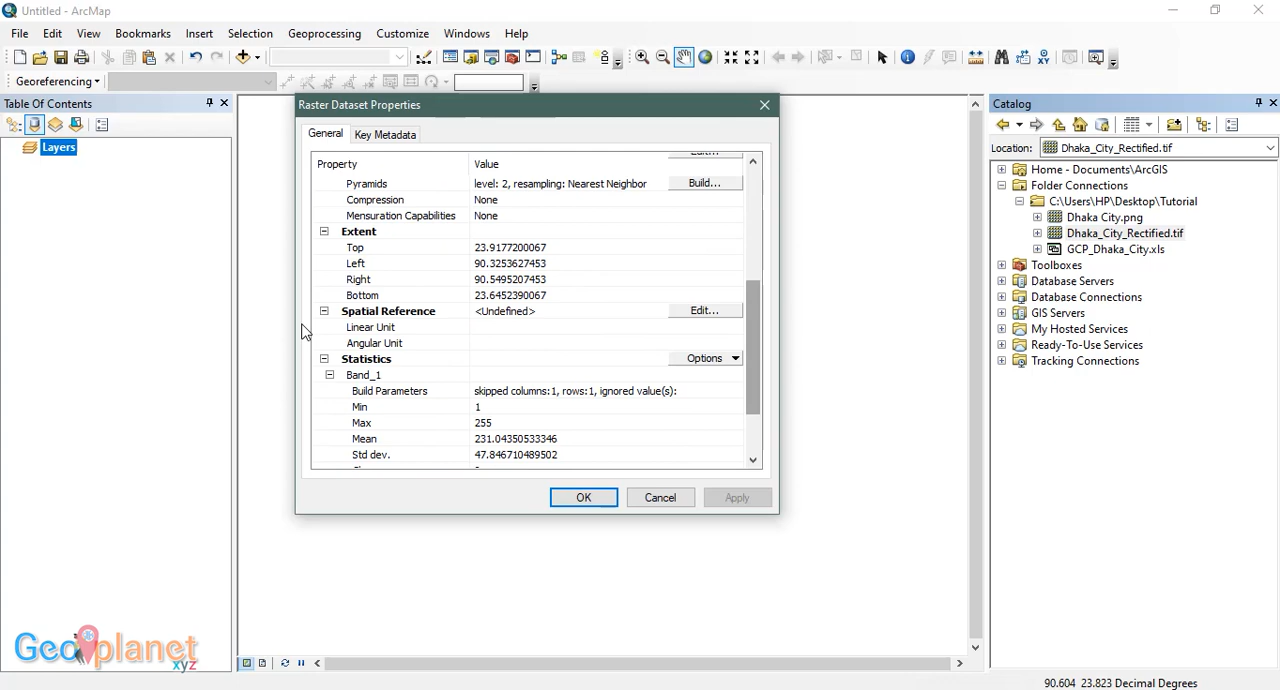 Untitled - ArcMap
File Edit View Bookmarks Insert Selection Geoprocessing Customize Windows Help
Georeferencing
Table Of Contents
Layers
Raster Dataset Properties
General Key Metadata
Property Value
Pyramids level: 2, resampling: Nearest Neighbor Build...
Compression None
Mensuration Capabilities None
Extent
Top 23.9177200067
Left 90.3253627453
Right 90.5495207453
Bottom 23.6452390067
Spatial Reference <Undefined> Edit...
Linear Unit
Angular Unit
Statistics Options
Band_1
Build Parameters skipped columns:1, rows:1, ignored value(s):
Min 1
Max 255
Mean 231.04350533346
Std dev. 47.846710489502
OK Cancel Apply
Catalog
Location: Dhaka_City_Rectified.tif
Home - Documents\ArcGIS
Folder Connections
C:\Users\HP\Desktop\Tutorial
Dhaka City.png
Dhaka_City_Rectified.tif
GCP_Dhaka_City.xls
Toolboxes
Database Servers
Database Connections
GIS Servers
My Hosted Services
Ready-To-Use Services
Tracking Connections
Geoplanet
xyz
90.604 23.823 Decimal Degrees